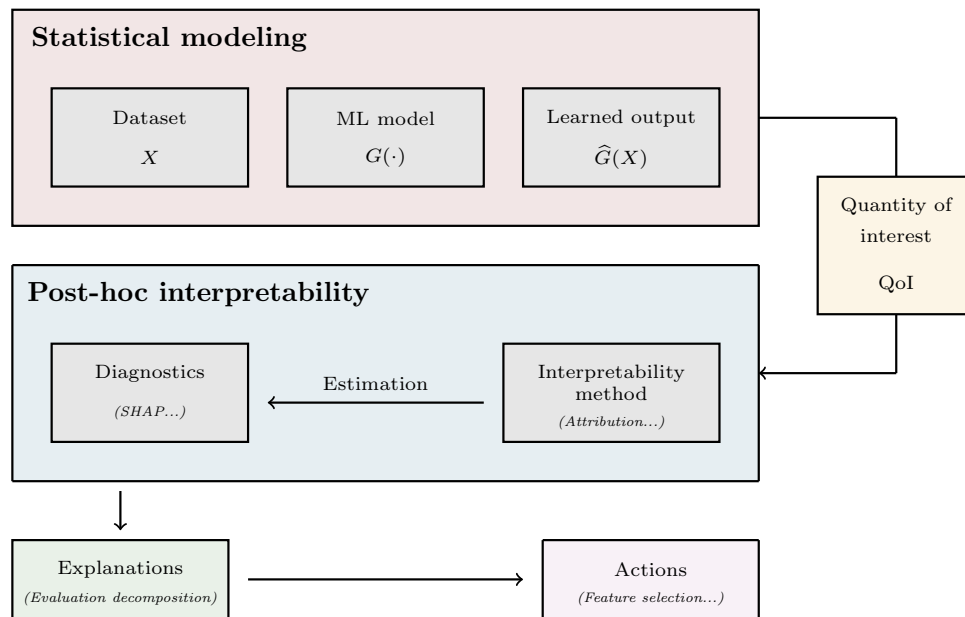 Statistical modeling
Dataset
X
ML model
G(·)
Learned output
Ĝ(X)
Quantity of
interest
QoI
Post-hoc interpretability
Diagnostics
(SHAP...)
Estimation
Interpretability
method
(Attribution...)
Explanations
(Evaluation decomposition)
Actions
(Feature selection...)